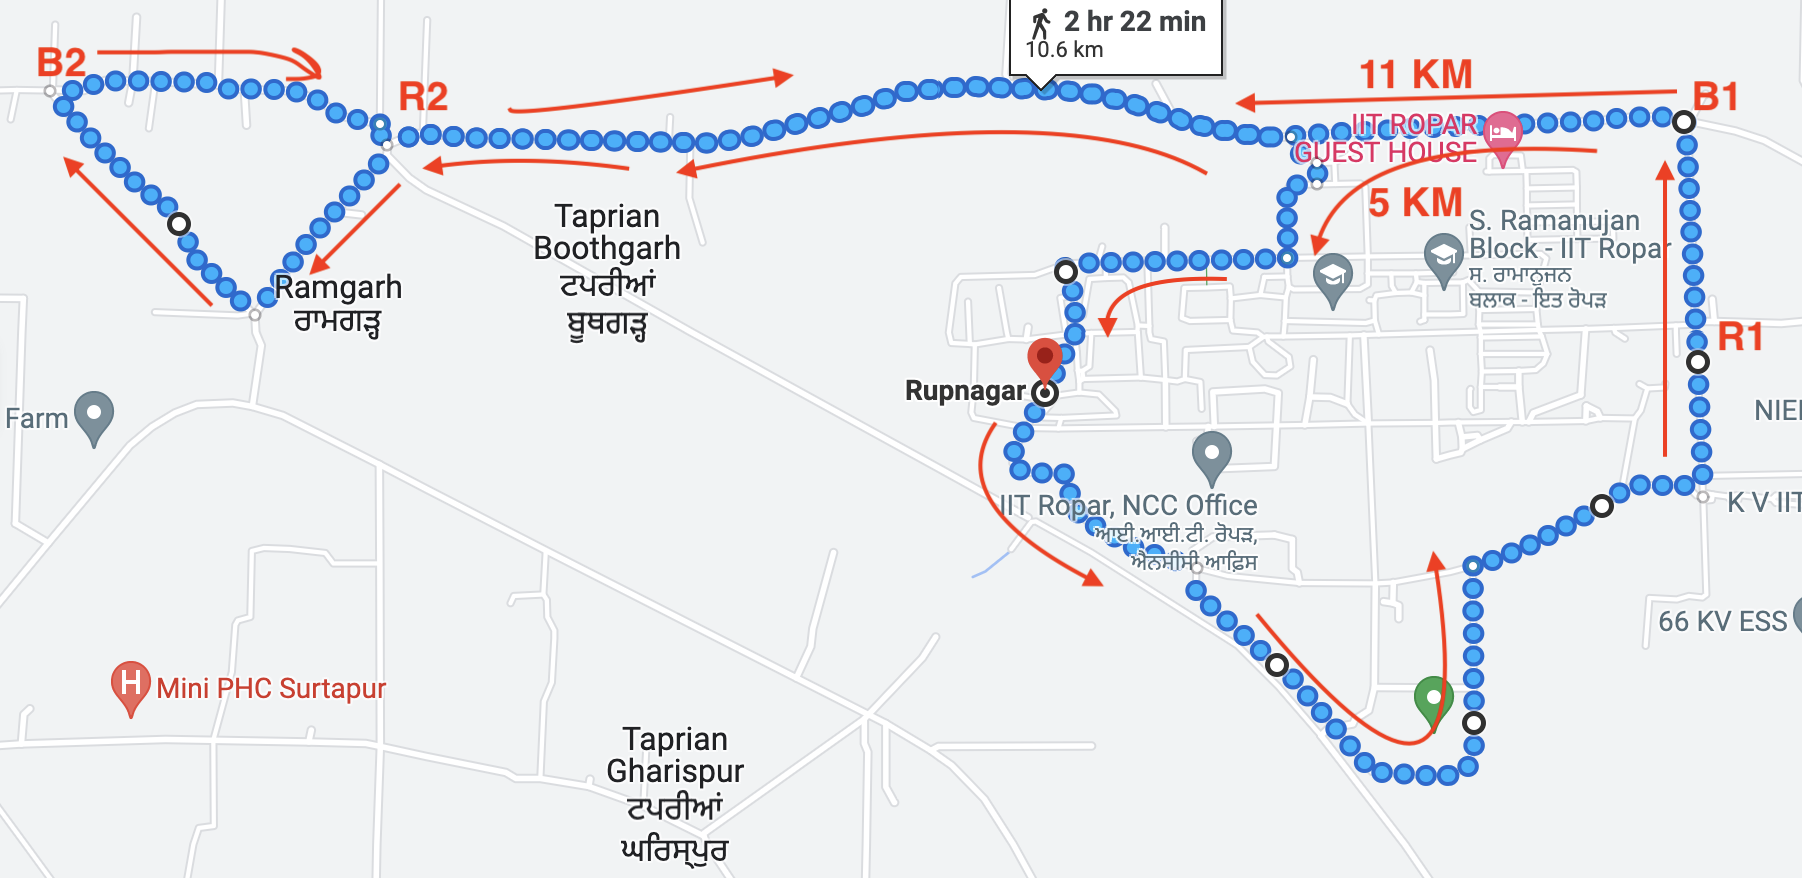 2 hr 22 min
10.6 km
B2
R2
11 KM
B1
IIT ROPAR
GUEST HOUSE
5 KM
Taprian
Boothgarh
ਟਪਰੀਆਂ
ਬੂਥਗੜ੍ਹ
S. Ramanujan
Block - IIT Ropar
ਸ. ਰਾਮਾਨੁਜਨ
ਬਲਾਕ - ਇਤ ਰੋਪੜ
Ramgarh
ਰਾਮਗੜ੍ਹ
R1
Rupnagar
Farm
NIEI
IIT Ropar, NCC Office
ਆਈ.ਆਈ.ਟੀ. ਰੋਪੜ,
ਐਨਸੀਸੀ ਆਫ਼ਿਸ
K V IIT
66 KV ESS
H
Mini PHC Surtapur
Taprian
Gharispur
ਟਪਰੀਆਂ
ਘਰਿਸ੍ਪੁਰ